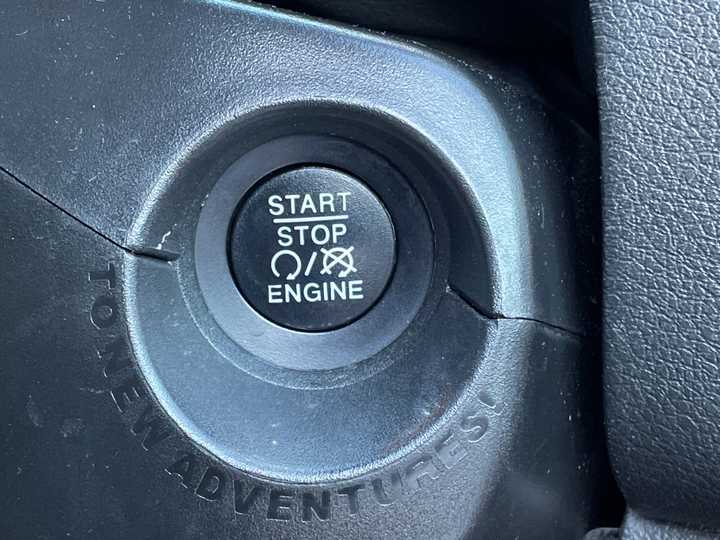 START
STOP
/
ENGINE
TO NEW ADVENTURES!